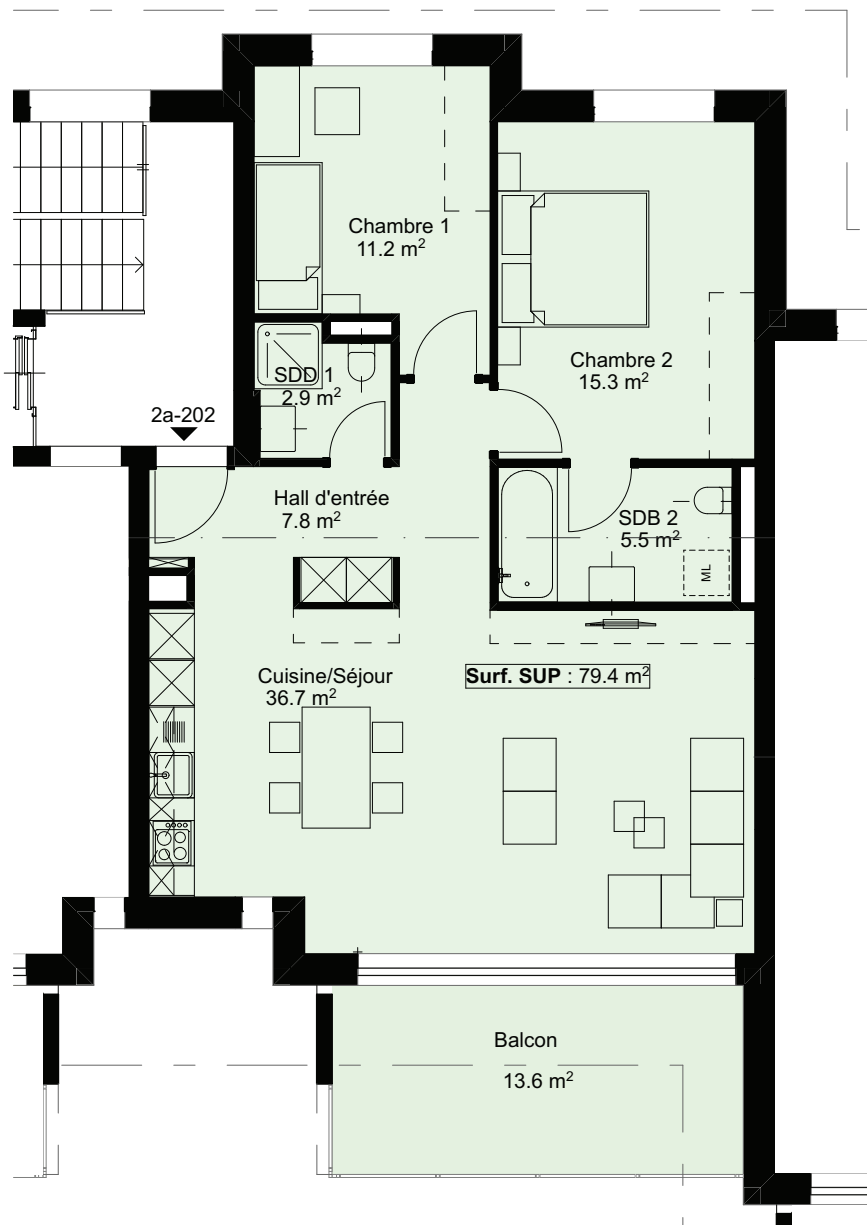 Chambre 1
11.2 m²
Chambre 2
15.3 m²
SDD 1
2.9 m²
2a-202
Hall d'entrée
7.8 m²
SDB 2
5.5 m²
ML
Cuisine/Séjour
36.7 m²
Surf. SUP : 79.4 m²
Balcon
13.6 m²